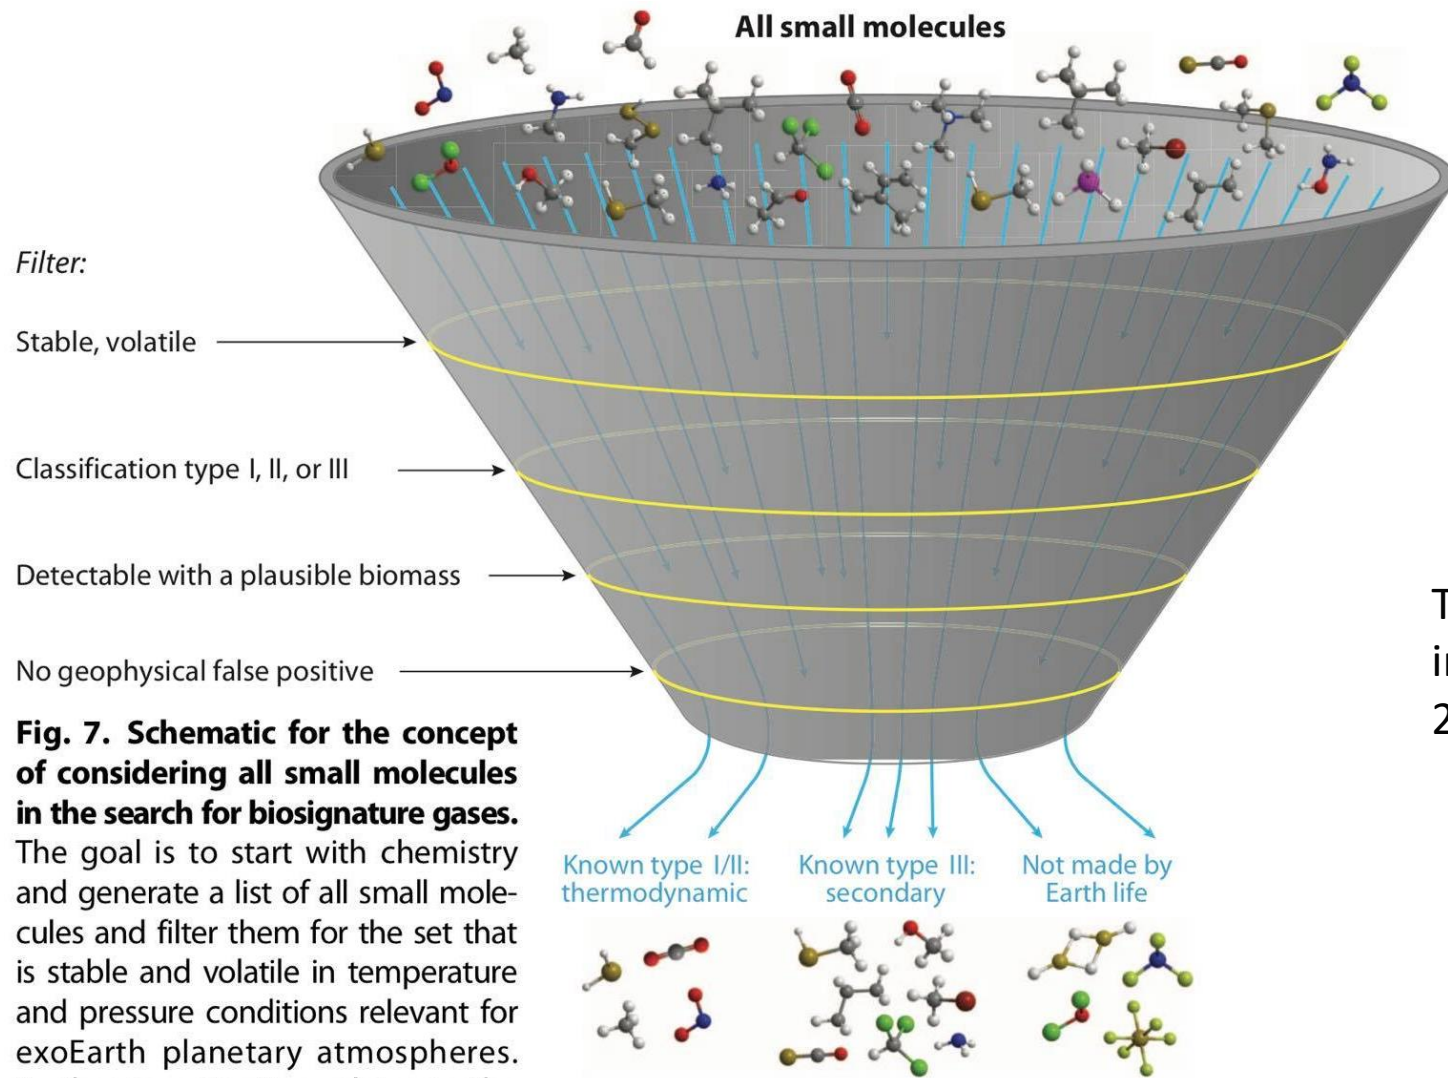 All small molecules
Filter:
Stable, volatile
Classification type I, II, or III
Detectable with a plausible biomass
No geophysical false positive
Fig. 7. Schematic for the concept
of considering all small molecules
in the search for biosignature gases.
The goal is to start with chemistry
and generate a list of all small mole-
cules and filter them for the set that
is stable and volatile in temperature
and pressure conditions relevant for
exoEarth planetary atmospheres.
Known type I/II:
thermodynamic
Known type III:
secondary
Not made by
Earth life